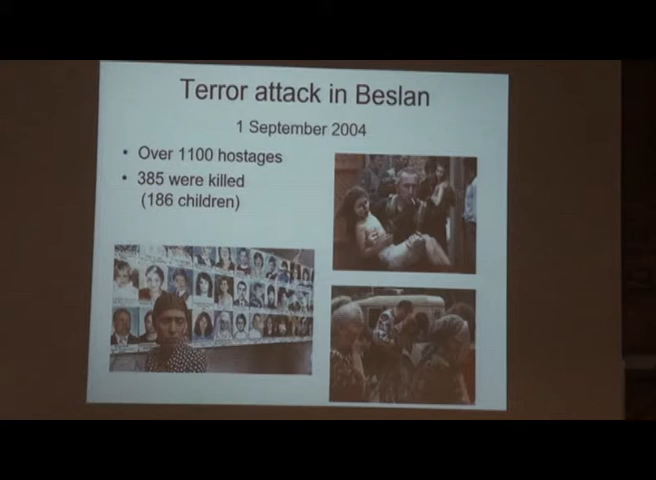 Terror attack in Beslan
1 September 2004
• Over 1100 hostages
• 385 were killed
(186 children)